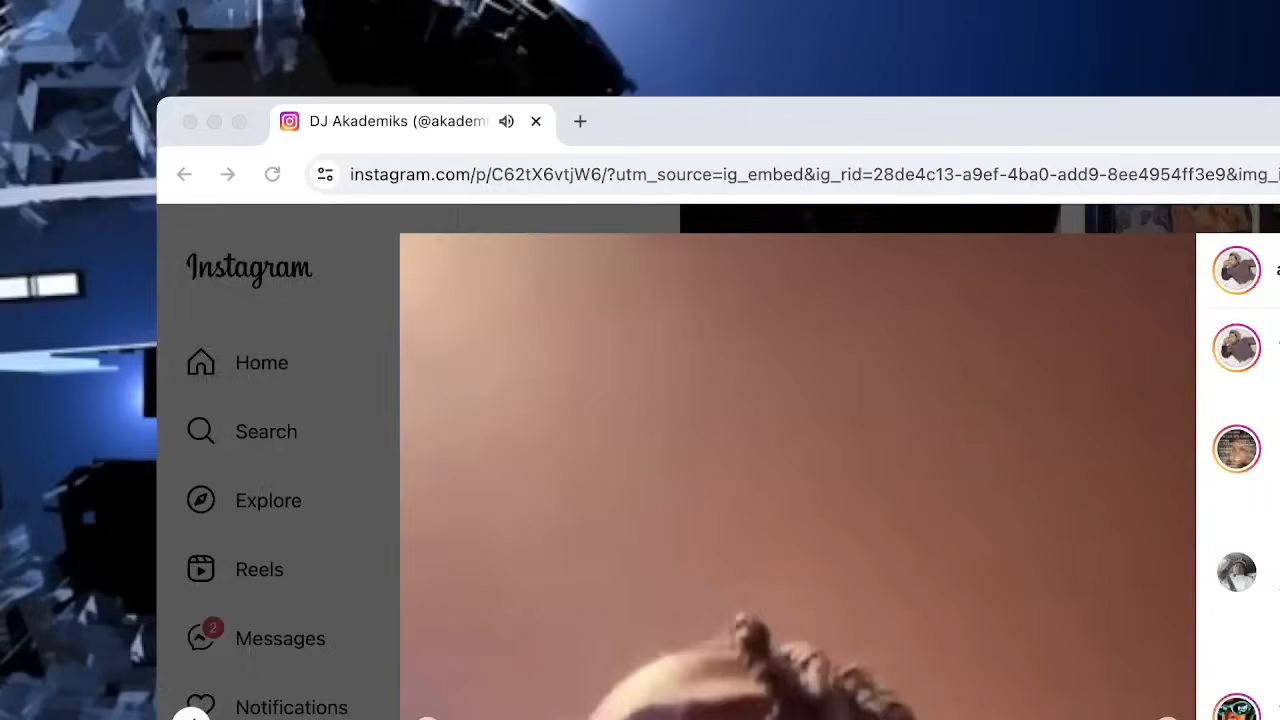 DJ Akademiks (@akademi
instagram.com/p/C62tX6vtjW6/?utm_source=ig_embed&ig_rid=28de4c13-a9ef-4ba0-add9-8ee4954ff3e9&img_i
Instagram
Home
Search
Explore
Reels
2
Messages
Notifications